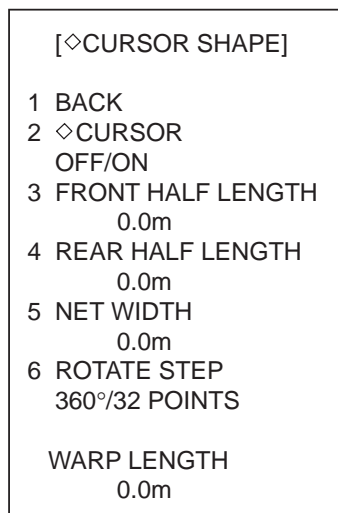 [◇CURSOR SHAPE]
1 BACK
2 ◇CURSOR
OFF/ON
3 FRONT HALF LENGTH
0.0m
4 REAR HALF LENGTH
0.0m
5 NET WIDTH
0.0m
6 ROTATE STEP
360°/32 POINTS
WARP LENGTH
0.0m